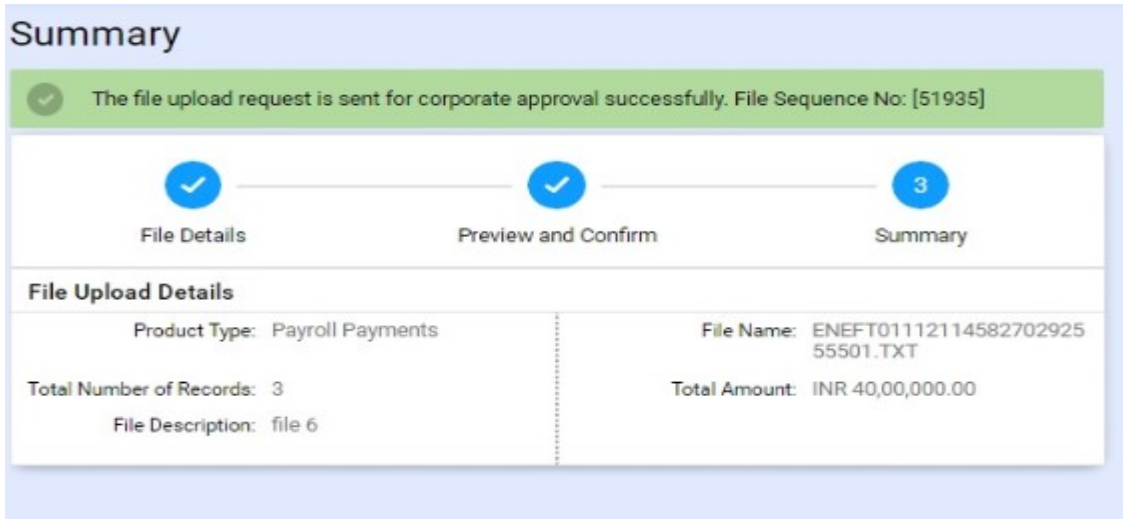 Summary
The file upload request is sent for corporate approval successfully. File Sequence No: [51935]
3
File Details
Preview and Confirm
Summary
File Upload Details
Product Type: Payroll Payments
File Name: ENEFT01112114582702925
55501.TXT
Total Number of Records: 3
Total Amount: INR 40,00,000.00
File Description: file 6